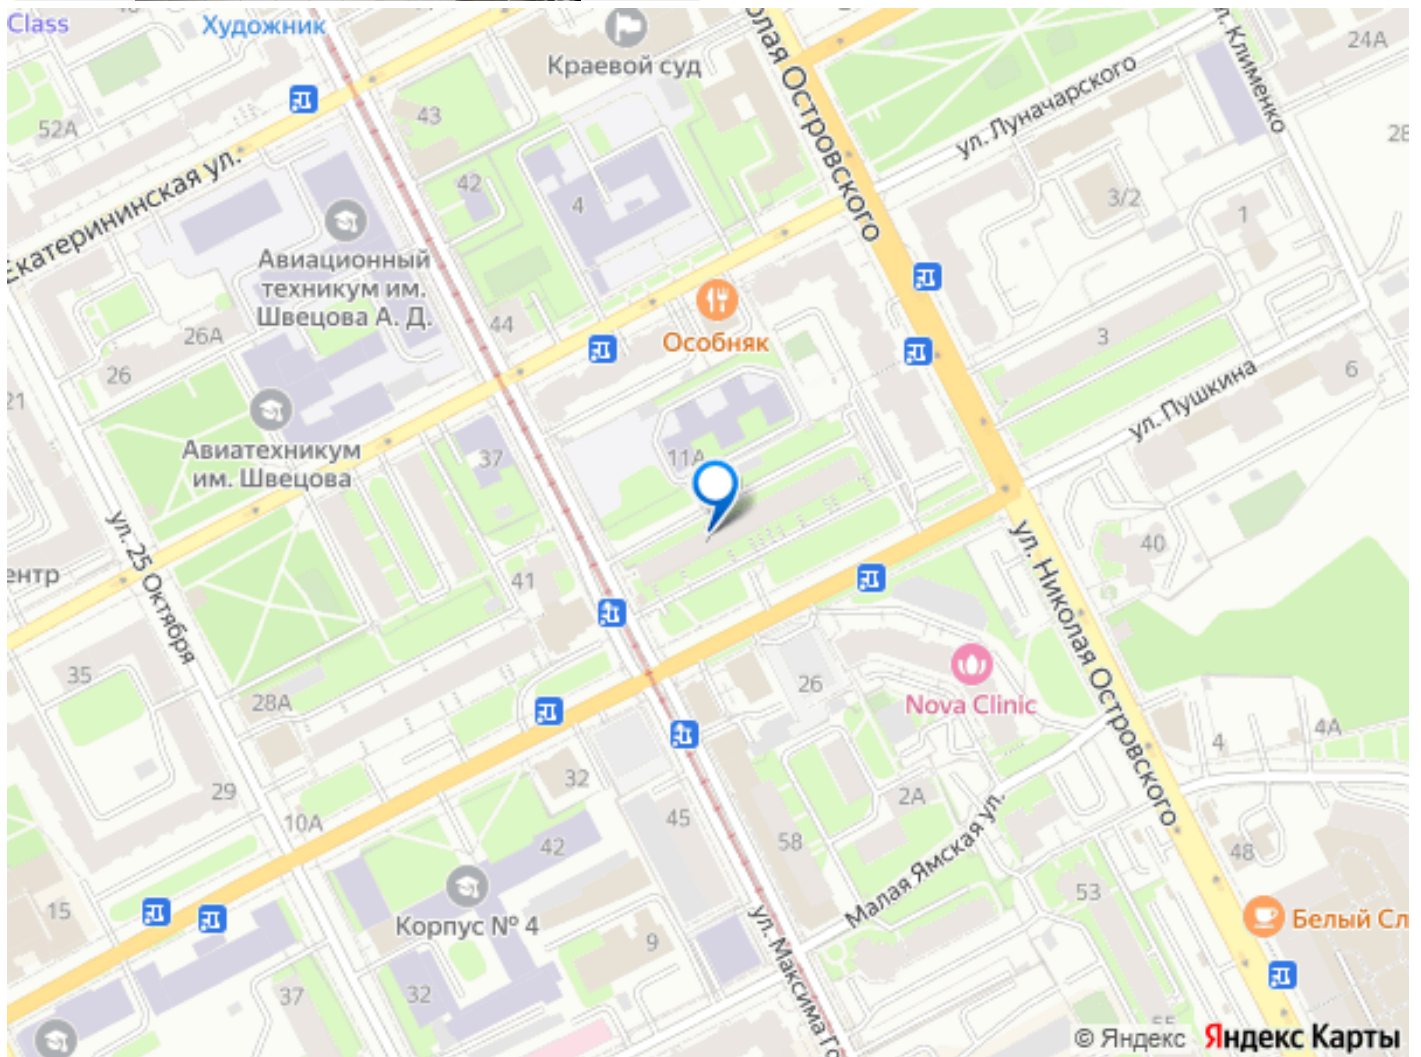 Class
Художник
Краевой суд
ул. Клименко
24А
52А
43
ул. Луначарского
28
Екатерининская ул.
42
4
3/2
1
Николая Островского
Авиационный
техникум им.
Швецова А. Д.
26А
44
Особняк
3
26
6
21
ул. Пушкина
Авиатехникум
им. Швецова
37
11А
ул. 25 Октября
ул. Николая Островского
40
41
35
28А
26
Nova Clinic
4
4А
29
32
10А
45
2А
58
42
Малая Ямская ул.
48
53
15
Корпус № 4
9
ул. Максима Го
Белый Сл
37
32
55
© Яндекс Яндекс Карты